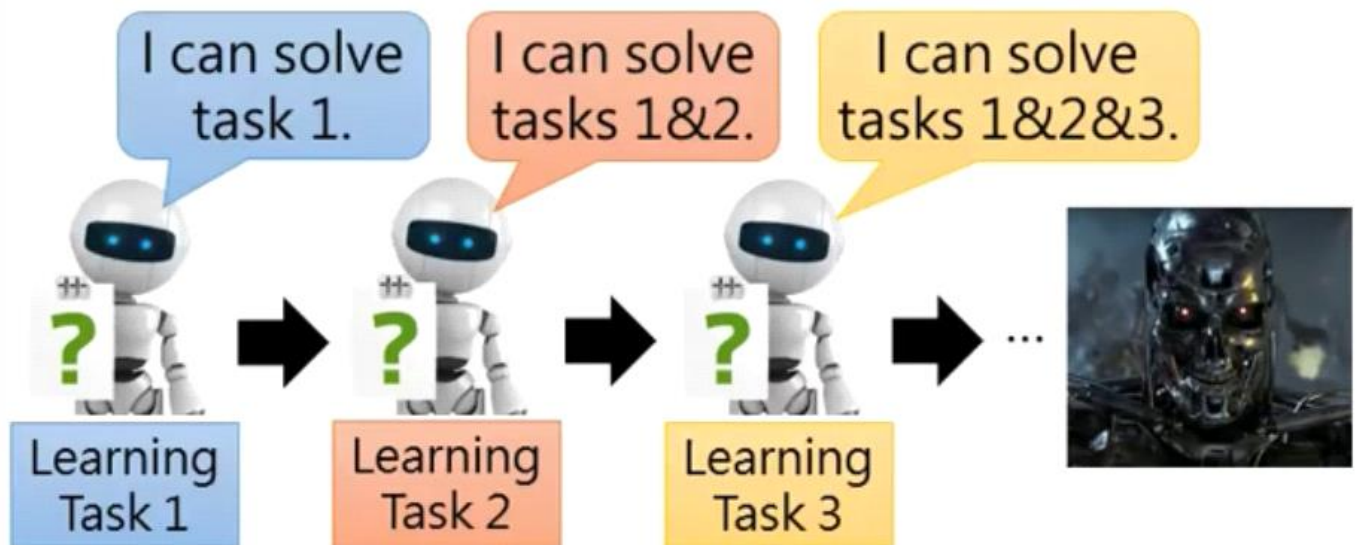 I can solve
task 1.
I can solve
tasks 1&2.
I can solve
tasks 1&2&3.
?
?
?
...
Learning
Task 1
Learning
Task 2
Learning
Task 3